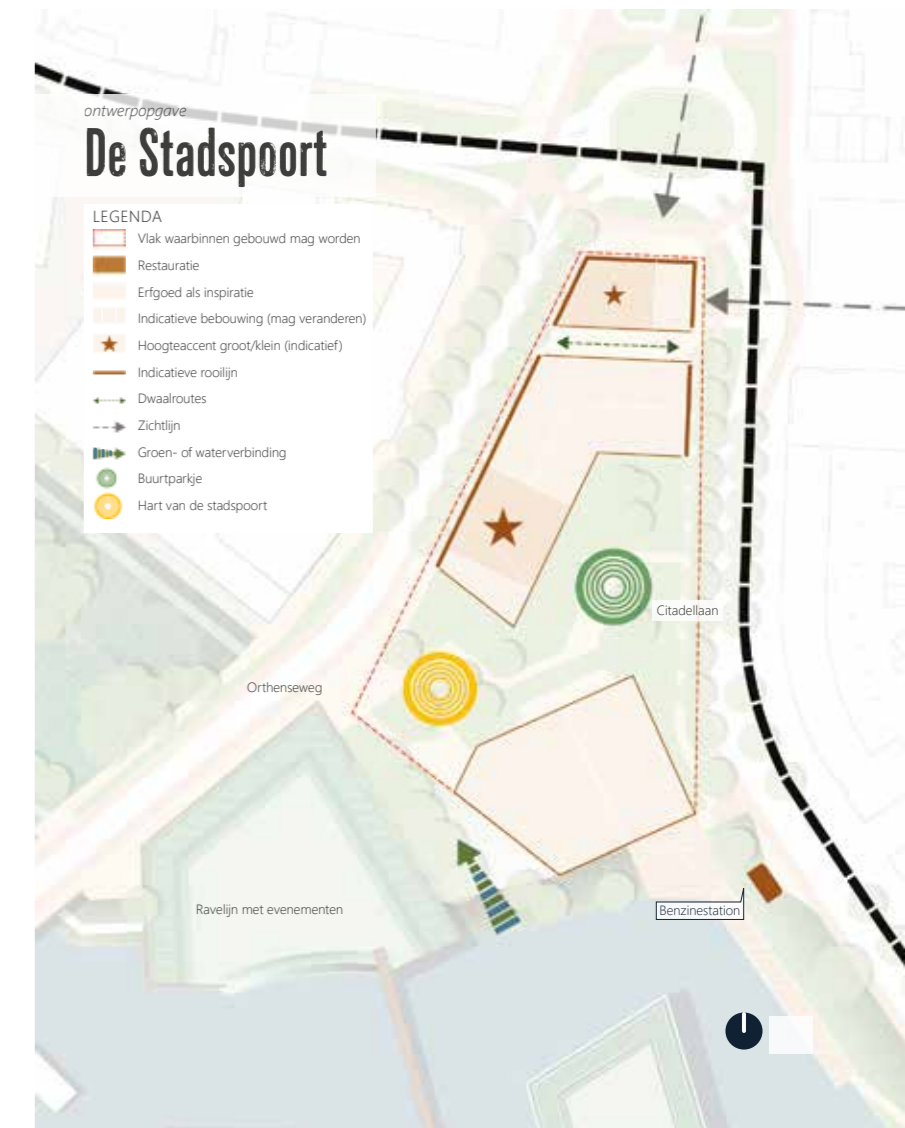 ontwerpopgave
De Stadspoort
LEGENDA
Vlak waarbinnen gebouwd mag worden
Restauratie
Erfgoed als inspiratie
Indicatieve bebouwing (mag veranderen)
Hoogteaccent groot/klein (indicatief)
Indicatieve rooilijn
Dwaalroutes
Zichtlijn
Groen- of waterverbinding
Buurtparkje
Hart van de stadspoort
Citadellaan
Orthenseweg
Ravelijn met evenementen
Benzinestation